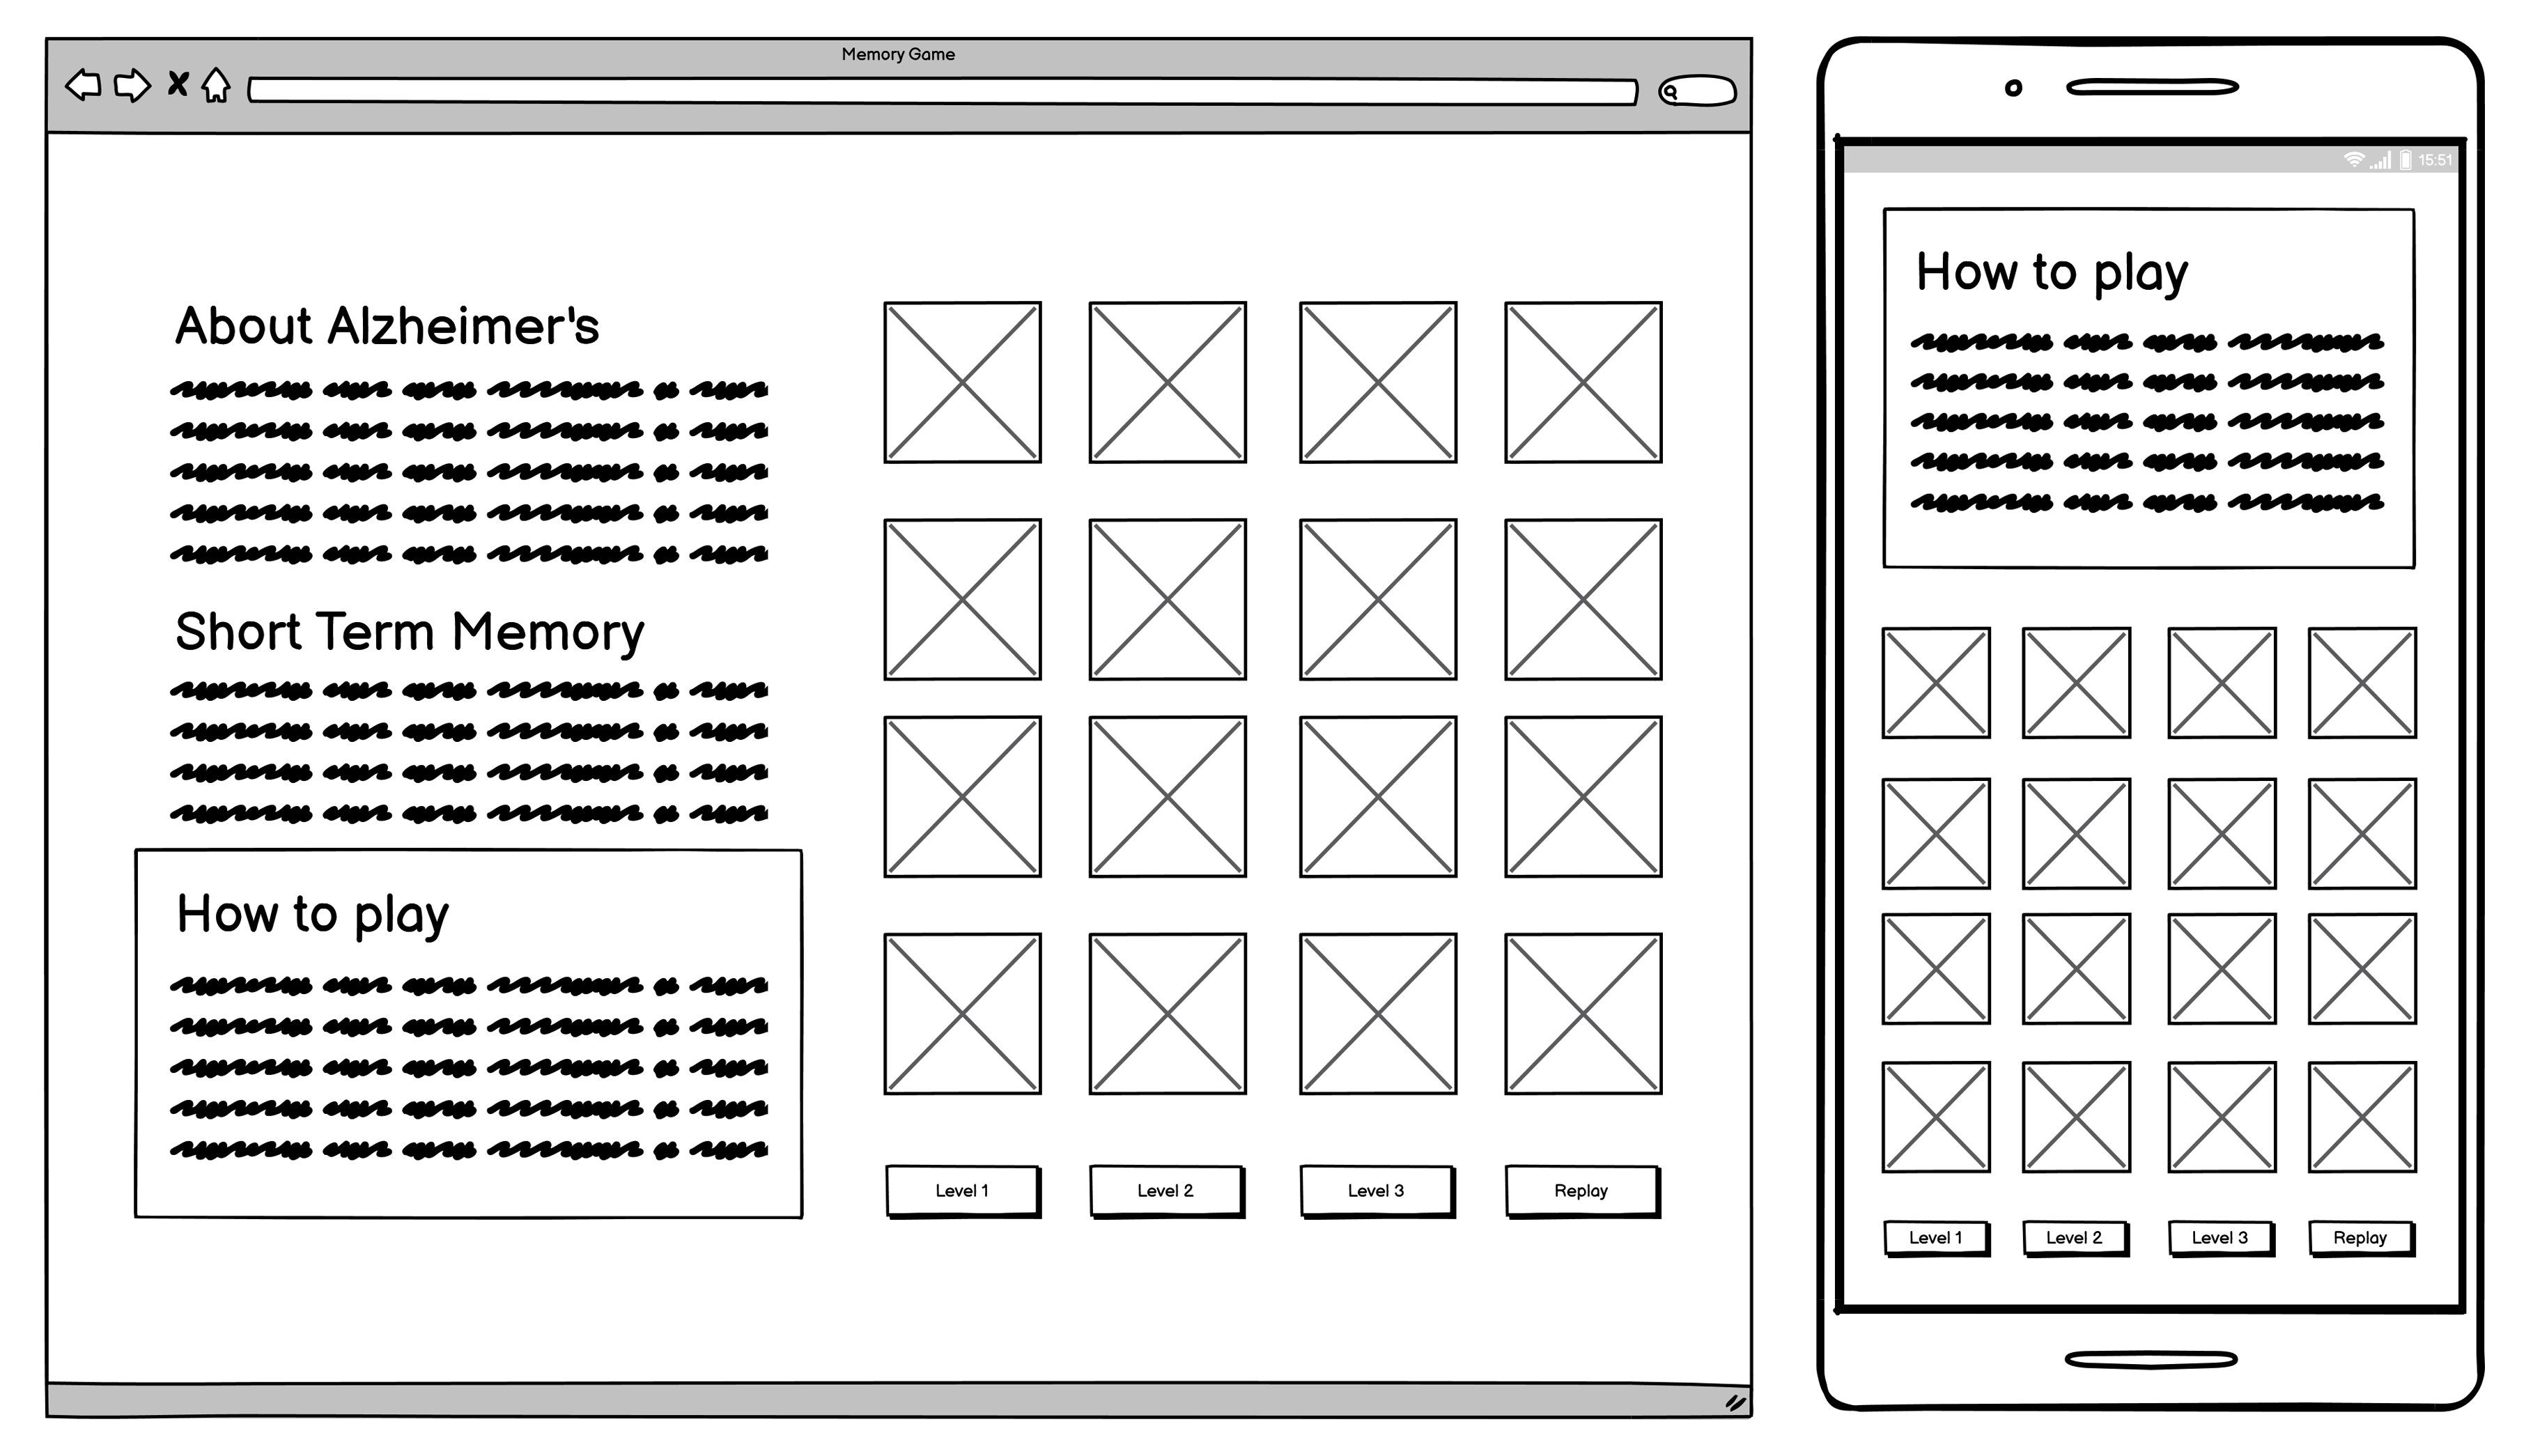 Memory Game
About Alzheimer's
Short Term Memory
How to play
Level 1
Level 2
Level 3
Replay
15:51
How to play
Level 1
Level 2
Level 3
Replay